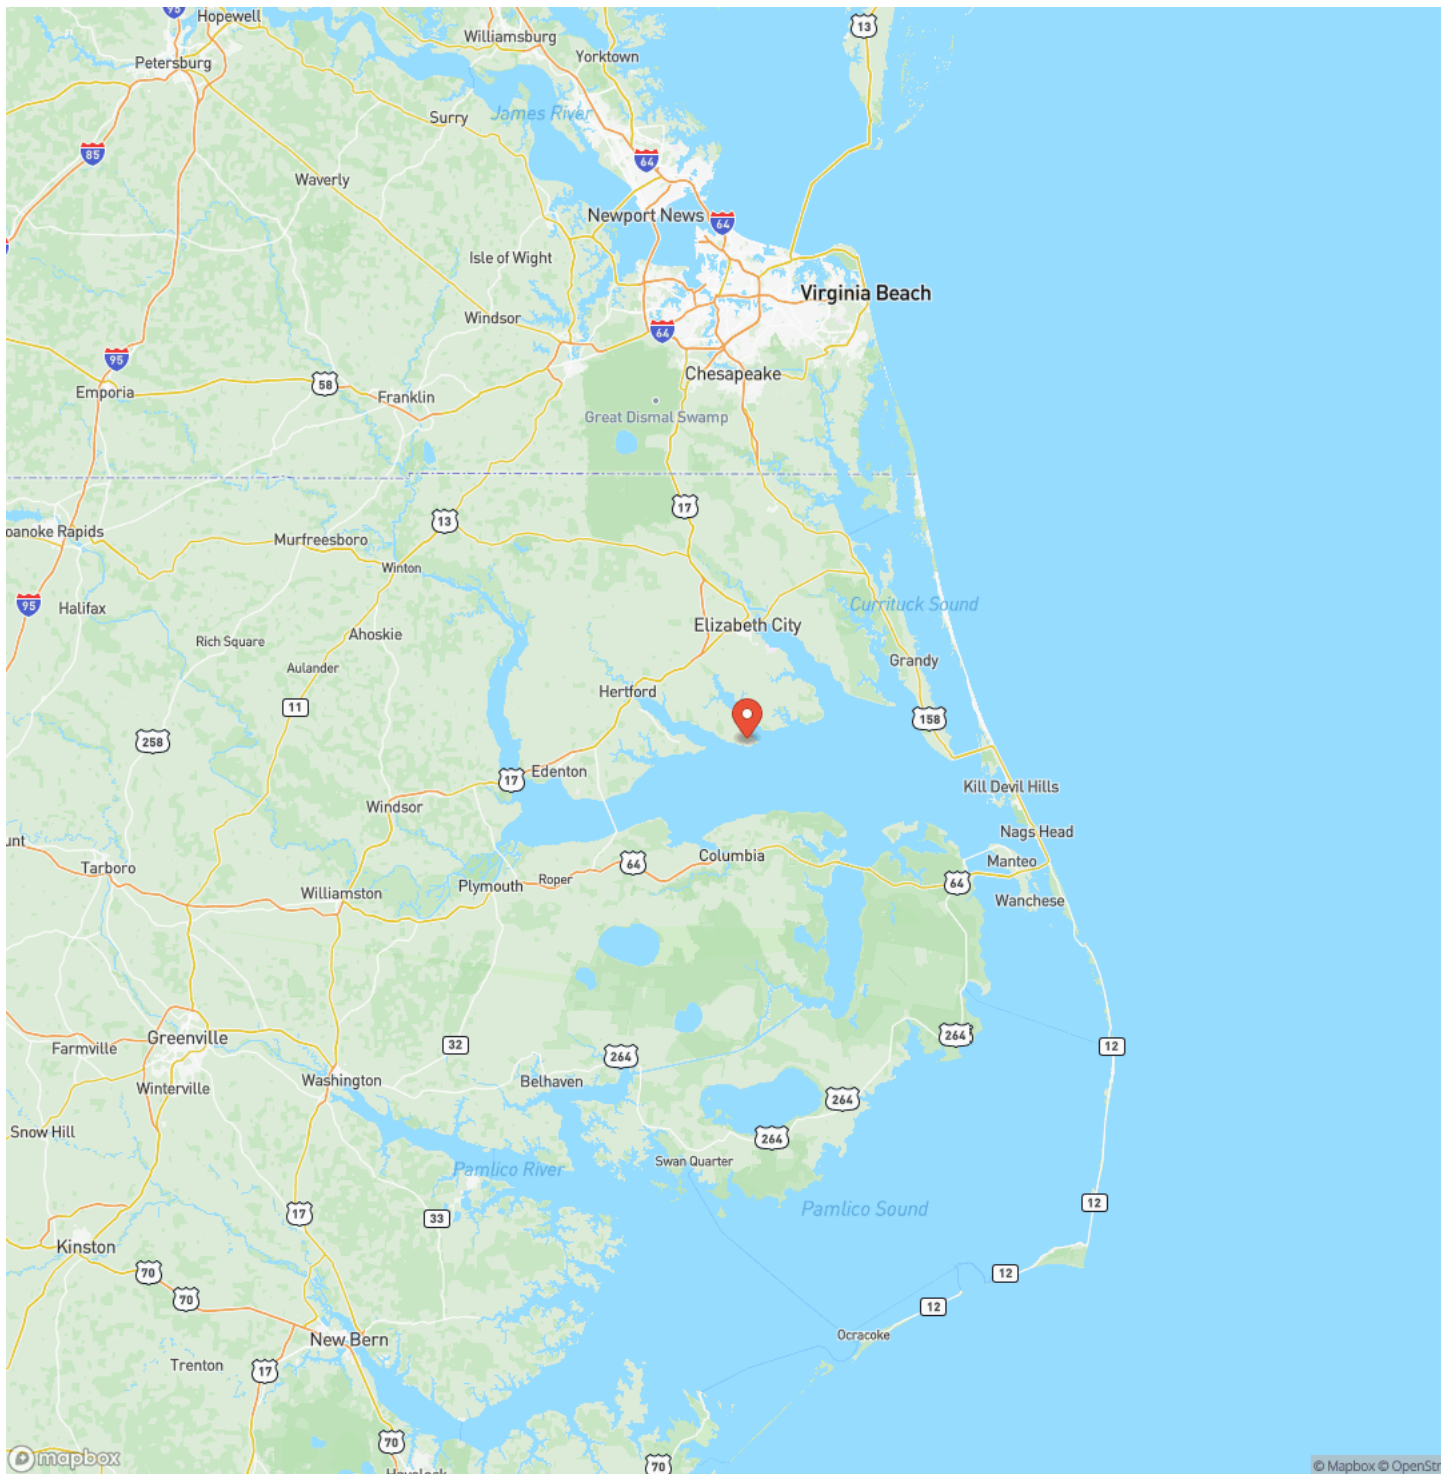 95
Hopewell
13
Williamsburg
Petersburg
Yorktown
James River
Surry
85
64
Waverly
Newport News
64
Isle of Wight
Virginia Beach
Windsor
64
95
Chesapeake
Emporia
58
Franklin
Great Dismal Swamp
17
13
oanoke Rapids
Murfreesboro
Winton
95
Halifax
Currituck Sound
Elizabeth City
Rich Square
Ahoskie
Aulander
Grandy
Hertford
11
158
258
Edenton
17
Kill Devil Hills
Windsor
Nags Head
unt
Columbia
Manteo
Tarboro
64
Roper
64
Plymouth
Williamston
Wanchese
Greenville
264
32
12
Farmville
264
Belhaven
Washington
Winterville
264
Snow Hill
264
Swan Quarter
Pamlico River
12
Pamlico Sound
17
33
Kinston
70
12
70
12
Ocracoke
New Bern
Trenton
17
70
mapbox
70
© Mapbox © OpenStr